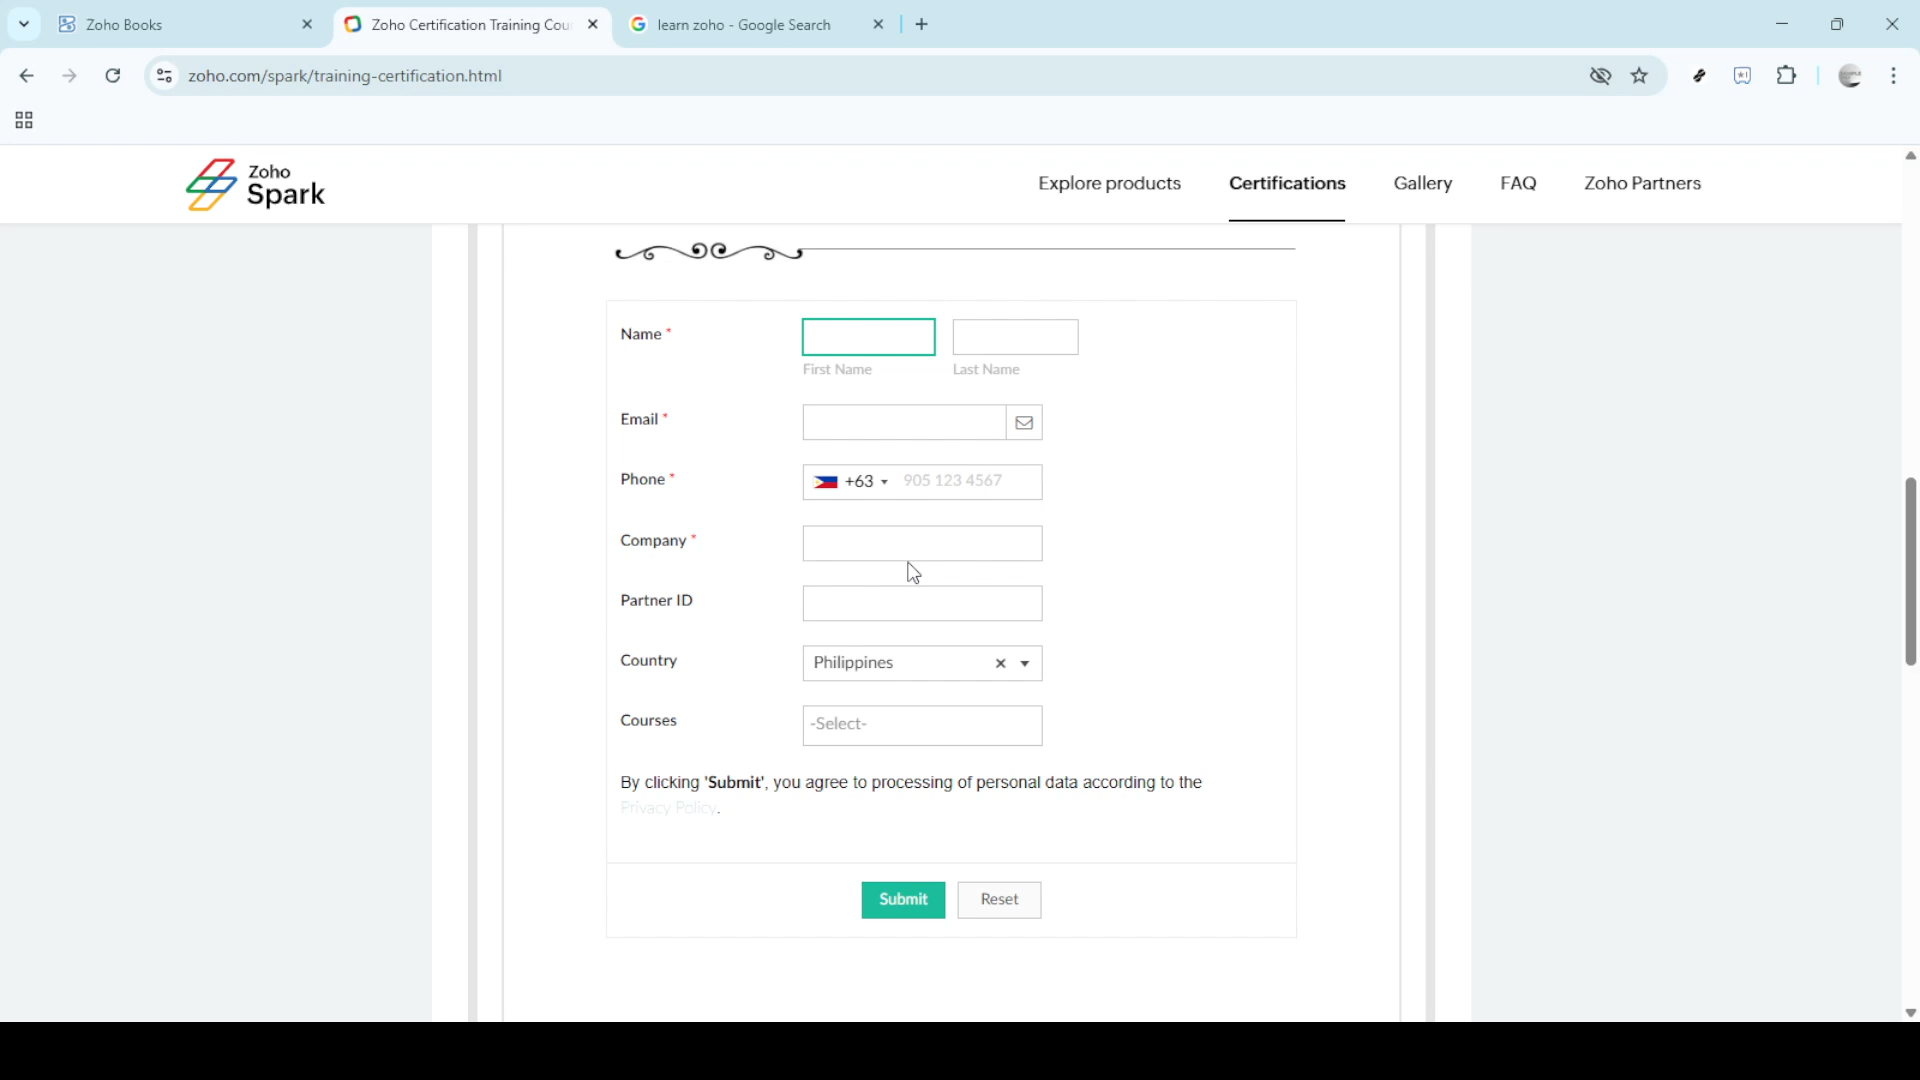 Zoho Books
Zoho Certification Training Cour
learn zoho - Google Search
zoho.com/spark/training-certification.html
Zoho
Spark
Explore products
Certifications
Gallery
FAQ
Zoho Partners
Name *
First Name
Last Name
Email *
Phone *
+63
905 123 4567
Company *
Partner ID
Country
Philippines
Courses
-Select-
By clicking 'Submit', you agree to processing of personal data according to the
Privacy Policy.
Submit
Reset